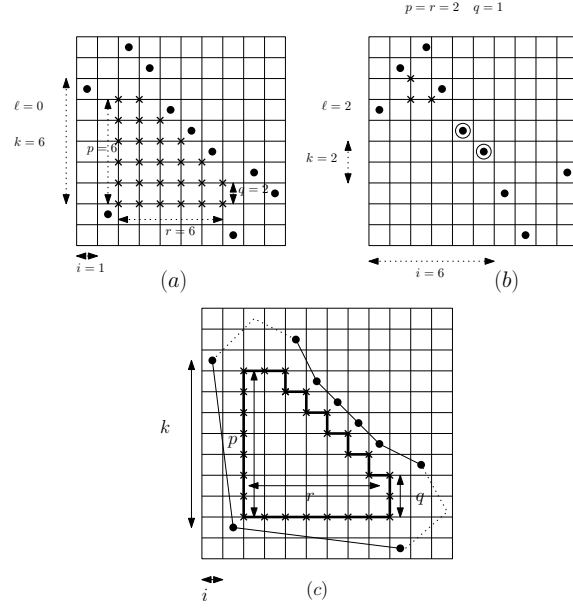 p = r = 2 q = 1
ℓ = 0
k = 6
p = 6
q = 2
r = 6
i = 1
(a)
ℓ = 2
k = 2
i = 6
(b)
k
p
r
q
i
(c)